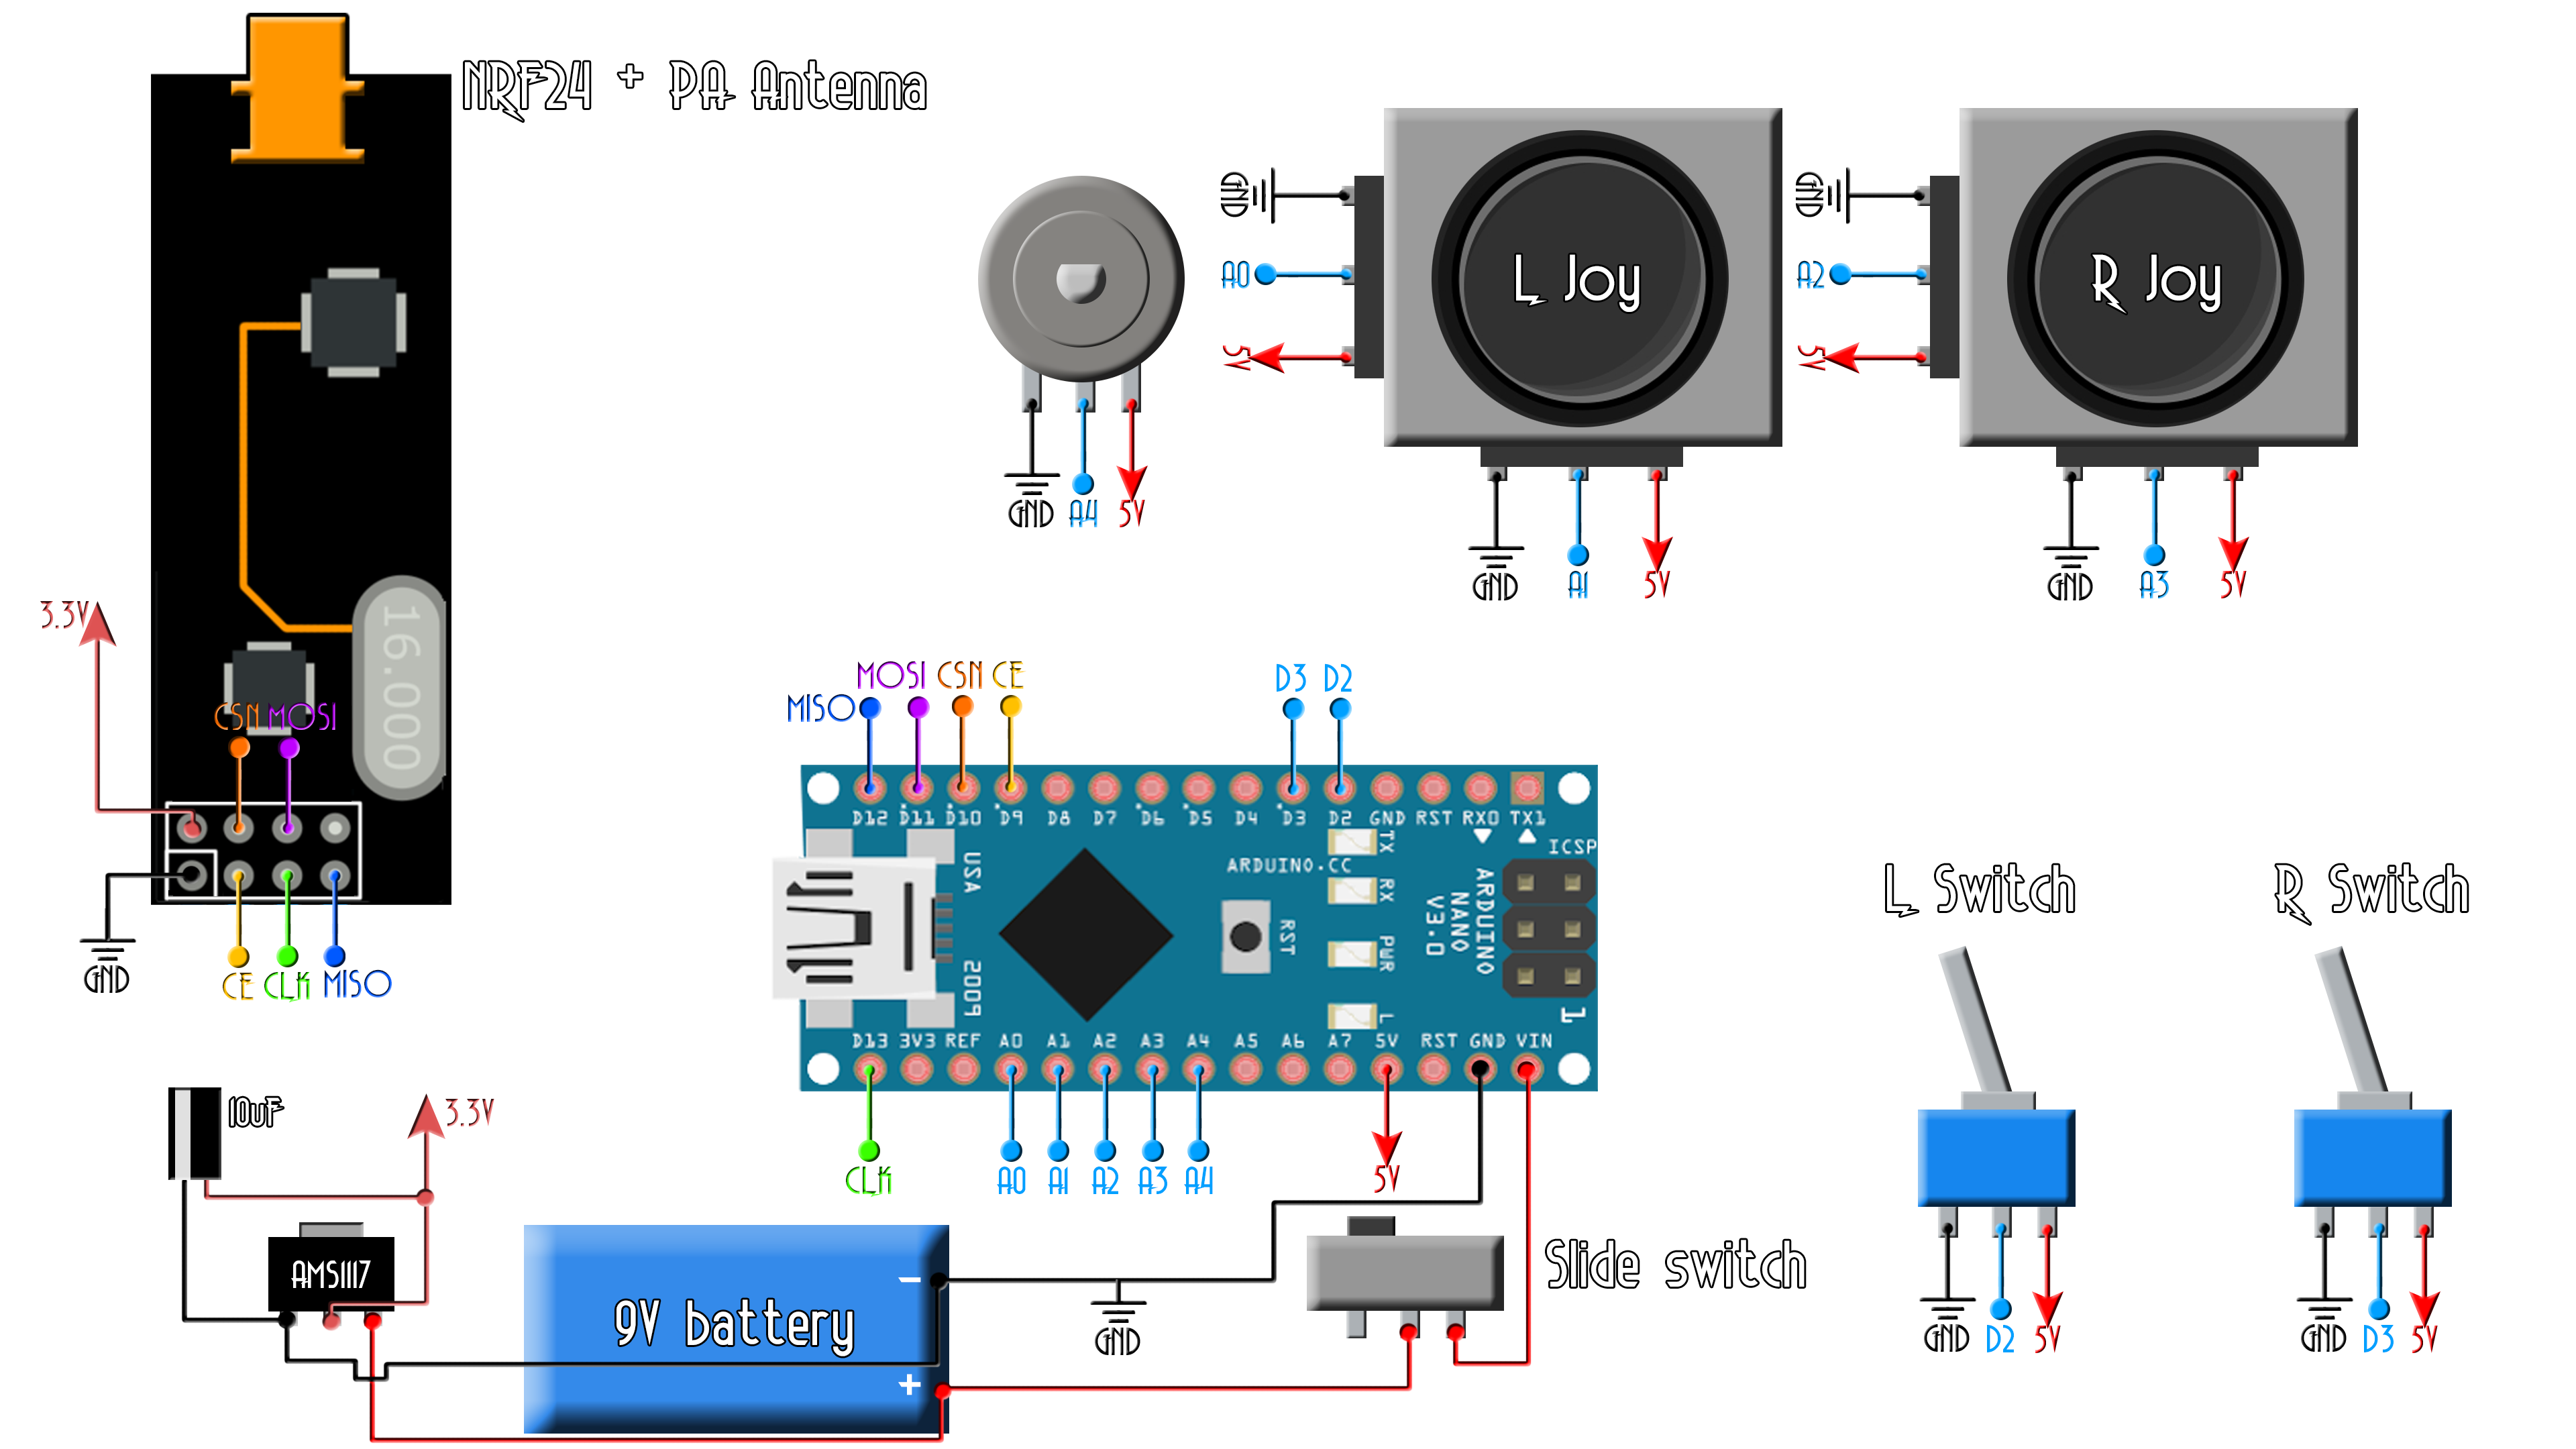 NRF24 + PA Antenna
GND
A0
5V
L Joy
GND
A2
5V
R Joy
GND A4 5V
GND A1 5V
GND A3 5V
3.3V
16.000
CSN MOSI
GND
CE CLK MISO
MISO MOSI CSN CE
D3 D2
D12 D11 D10 D9 D8 D7 D6 D5 D4 D3 D2 GND RST RX0 TX1
TX
RX
PWR
L
ICSP
ARDUINO.CC
USA
2009
RST
ARDUINO
NANO
V3.0
1
D13 3V3 REF A0 A1 A2 A3 A4 A5 A6 A7 5V RST GND VIN
CLK A0 A1 A2 A3 A4 5V
L Switch
R Switch
10uF
3.3V
AMS1117
9V battery
-
+
GND
Slide switch
GND D2 5V
GND D3 5V